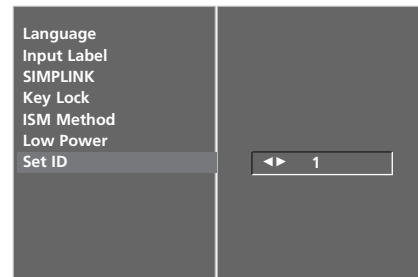 Language
Input Label
SIMPLINK
Key Lock
ISM Method
Low Power
Set ID
◀▶ 1